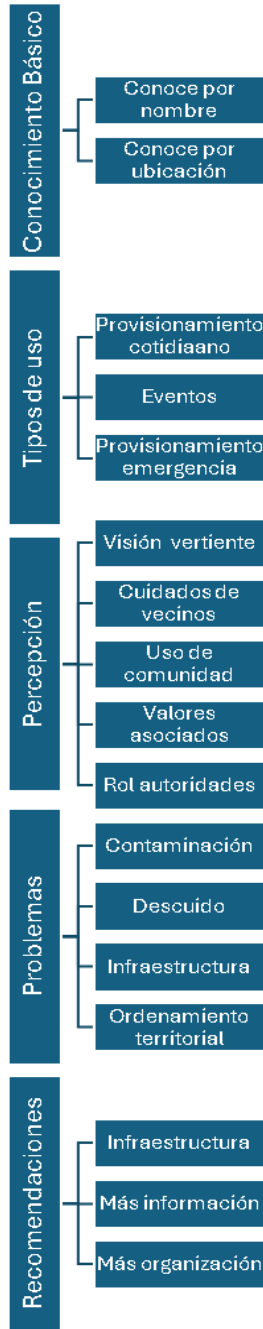 Conocimiento Básico
Conoce por
nombre
Conoce por
ubicación
Tipos de uso
Provisionamiento
cotidiaano
Eventos
Provisionamiento
emergencia
Percepción
Visión vertiente
Cuidados de
vecinos
Uso de
comunidad
Valores
asociados
Rol autoridades
Problemas
Contaminación
Descuido
Infraestructura
Ordenamiento
territorial
Recomendaciones
Infraestructura
Más información
Más organización